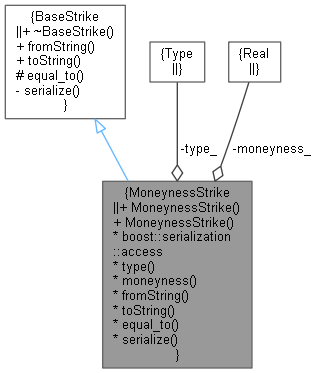 {BaseStrike
||+ ~BaseStrike()
+ fromString()
+ toString()
# equal_to()
- serialize()
}
{Type
||}
{Real
||}
-type_
-moneyness_
{MoneynessStrike
||+ MoneynessStrike()
+ MoneynessStrike()
* boost::serialization
::access
* type()
* moneyness()
* fromString()
* toString()
* equal_to()
* serialize()
}